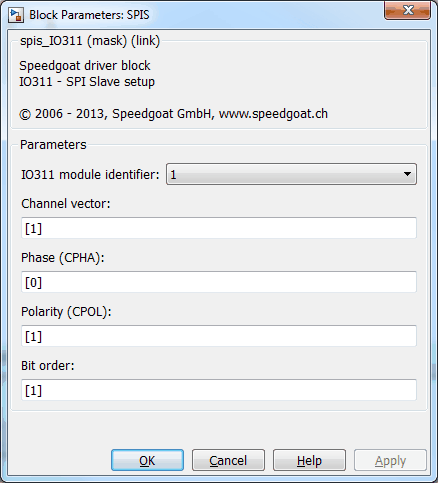 Block Parameters: SPIS
spis_IO311 (mask) (link)
Speedgoat driver block
IO311 - SPI Slave setup
© 2006 - 2013, Speedgoat GmbH, www.speedgoat.ch
Parameters
IO311 module identifier: 1
Channel vector:
[1]
Phase (CPHA):
[0]
Polarity (CPOL):
[1]
Bit order:
[1]
OK Cancel Help Apply